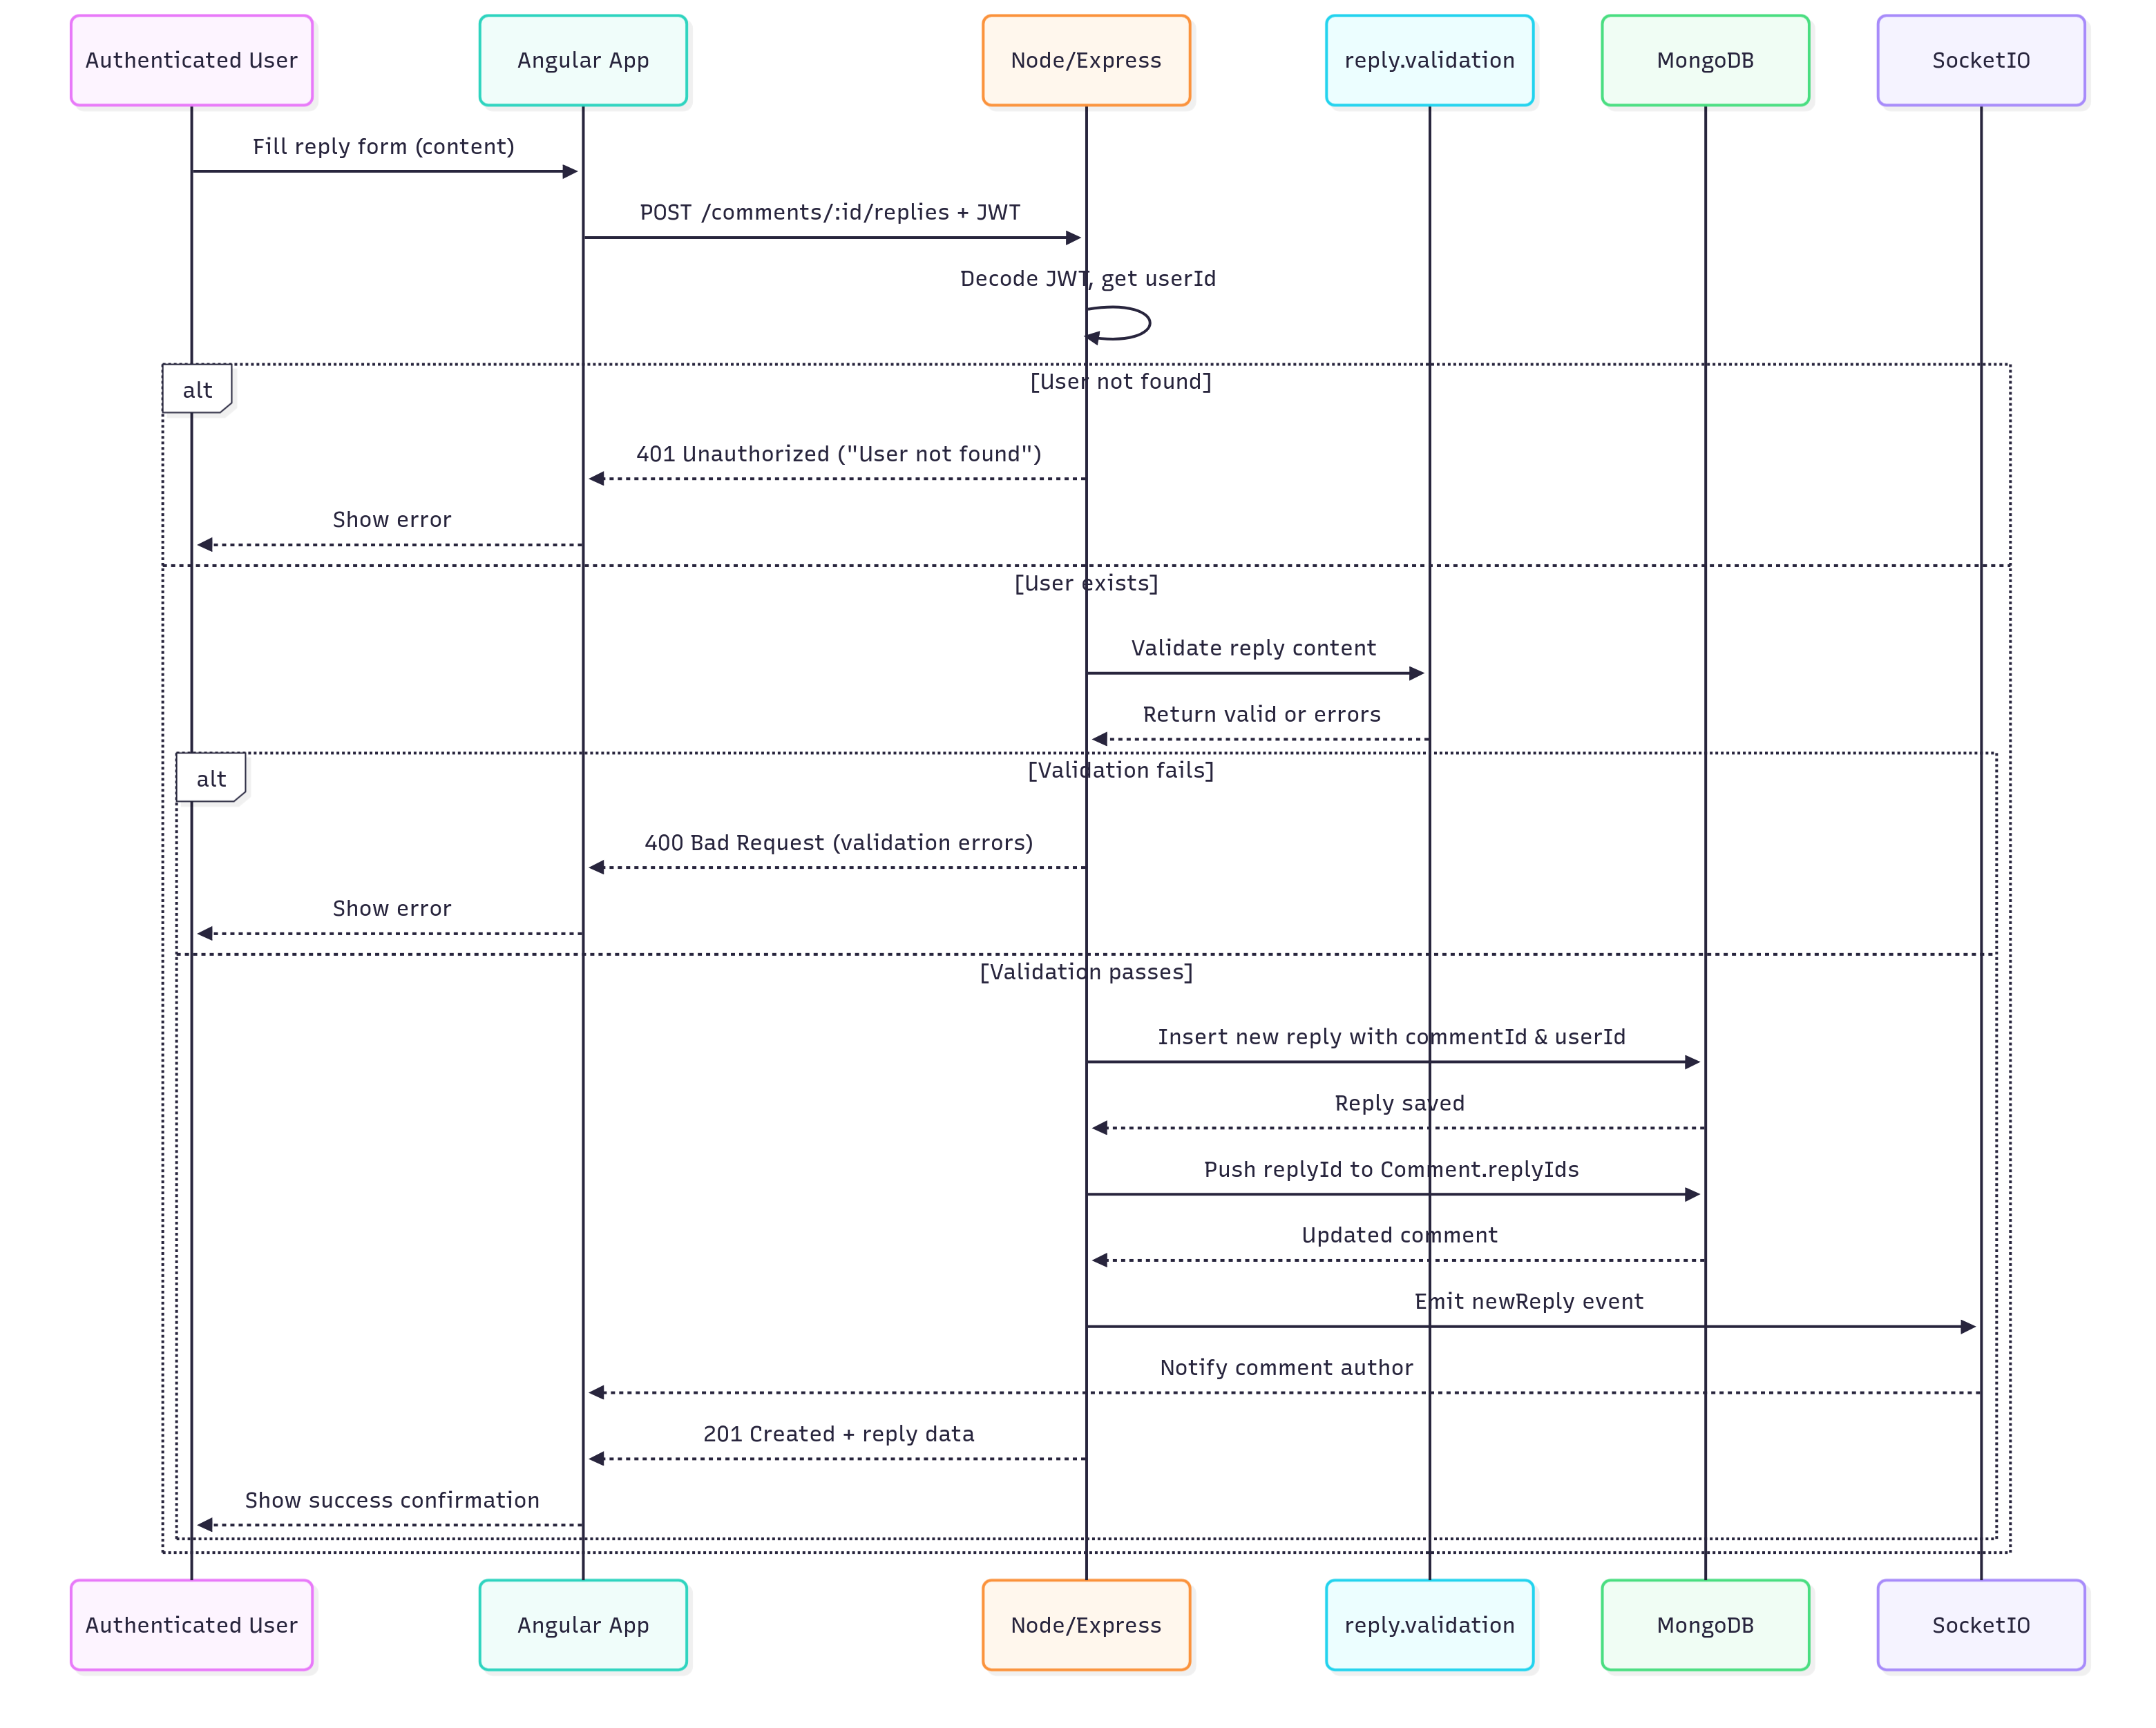 Authenticated User
Angular App
Node/Express
reply.validation
MongoDB
SocketIO
Fill reply form (content)
POST /comments/:id/replies + JWT
Decode JWT, get userId
alt
[User not found]
401 Unauthorized ("User not found")
Show error
[User exists]
Validate reply content
Return valid or errors
alt
[Validation fails]
400 Bad Request (validation errors)
Show error
[Validation passes]
Insert new reply with commentId & userId
Reply saved
Push replyId to Comment.replyIds
Updated comment
Emit newReply event
Notify comment author
201 Created + reply data
Show success confirmation
Authenticated User
Angular App
Node/Express
reply.validation
MongoDB
SocketIO